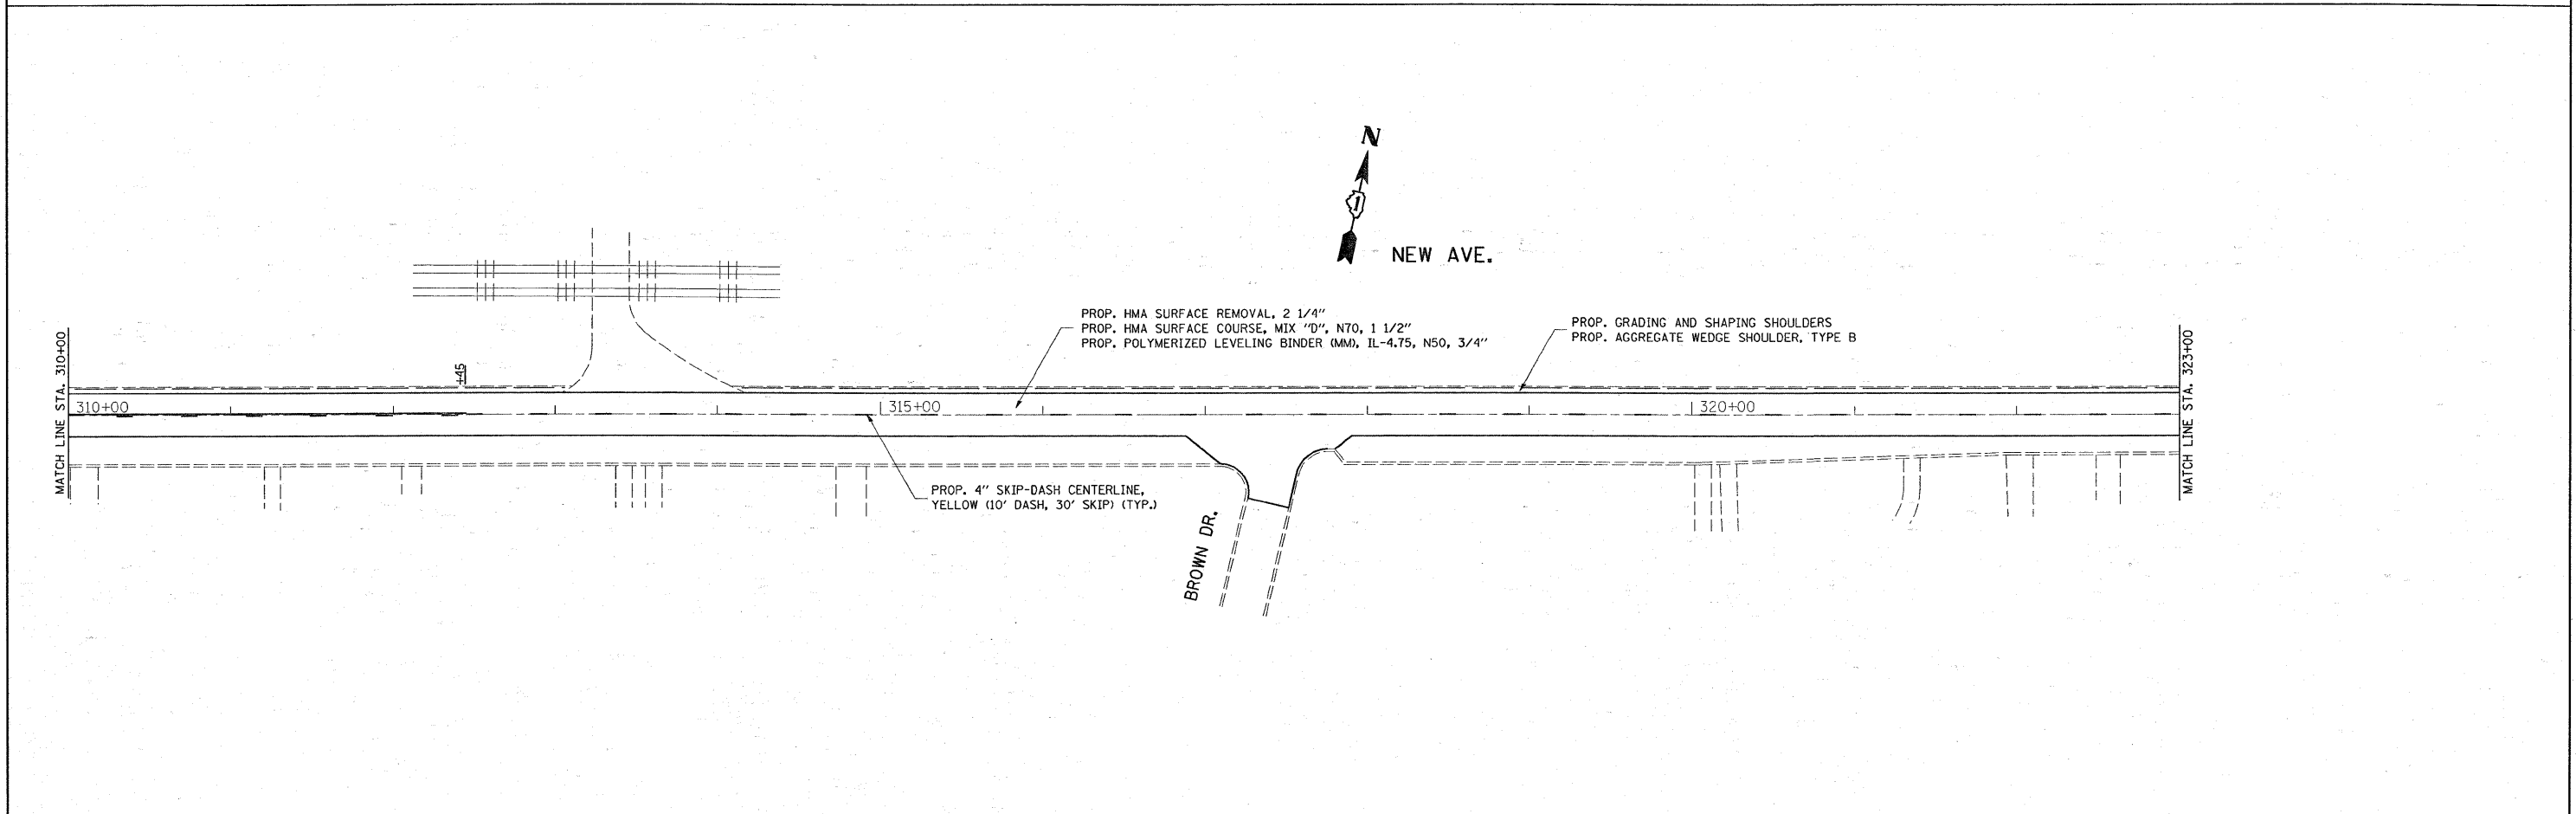 N
1
NEW AVE.
PROP. HMA SURFACE REMOVAL, 2 1/4"
PROP. HMA SURFACE COURSE, MIX "D", N70, 1 1/2"
PROP. POLYMERIZED LEVELING BINDER (MM), IL-4.75, N50, 3/4"
PROP. GRADING AND SHAPING SHOULDERS
PROP. AGGREGATE WEDGE SHOULDER, TYPE B
MATCH LINE STA. 310+00
+45
310+00
315+00
320+00
MATCH LINE STA. 323+00
PROP. 4" SKIP-DASH CENTERLINE,
YELLOW (10' DASH, 30' SKIP) (TYP.)
BROWN DR.